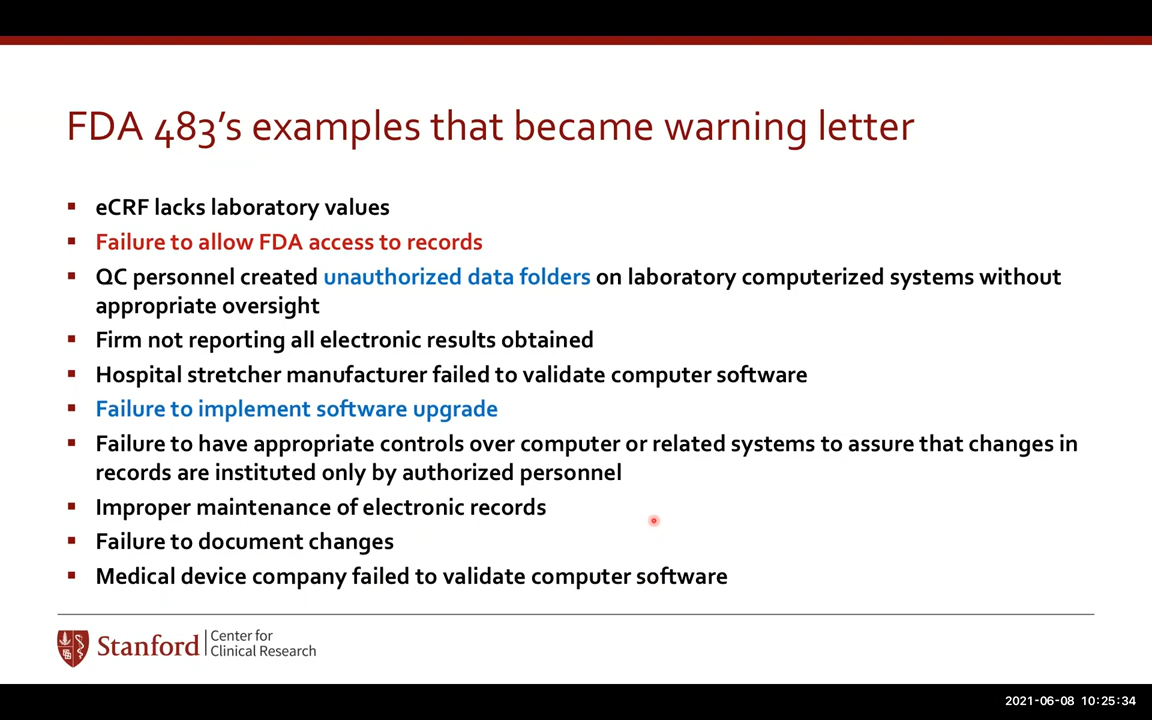 FDA 483's examples that became warning letter
▪ eCRF lacks laboratory values
▪ Failure to allow FDA access to records
▪ QC personnel created unauthorized data folders on laboratory computerized systems without
appropriate oversight
▪ Firm not reporting all electronic results obtained
▪ Hospital stretcher manufacturer failed to validate computer software
▪ Failure to implement software upgrade
▪ Failure to have appropriate controls over computer or related systems to assure that changes in
records are instituted only by authorized personnel
▪ Improper maintenance of electronic records
▪ Failure to document changes
▪ Medical device company failed to validate computer software
Stanford
Center for
Clinical Research
2021-06-08 10:25:34